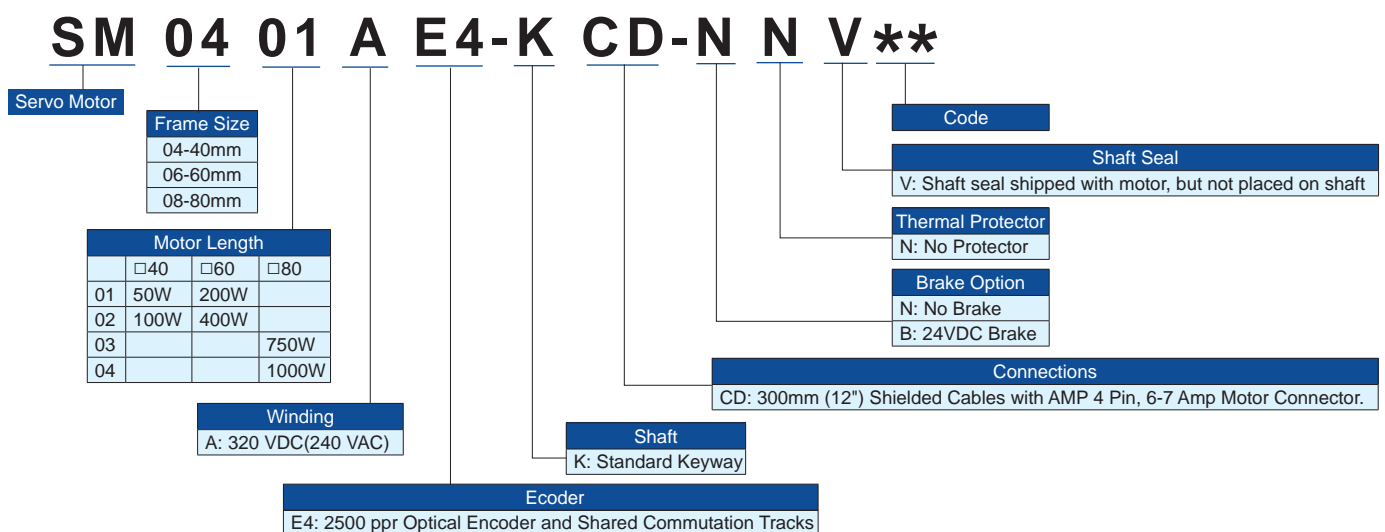 SM 04 01 A E4-K CD-N N V**
Servo Motor
Frame Size
04-40mm
06-60mm
08-80mm
Motor Length
□40 □60 □80
01 50W 200W
02 100W 400W
03 750W
04 1000W
Winding
A: 320 VDC(240 VAC)
Ecoder
E4: 2500 ppr Optical Encoder and Shared Commutation Tracks
Shaft
K: Standard Keyway
Connections
CD: 300mm (12") Shielded Cables with AMP 4 Pin, 6-7 Amp Motor Connector.
Brake Option
N: No Brake
B: 24VDC Brake
Thermal Protector
N: No Protector
Shaft Seal
V: Shaft seal shipped with motor, but not placed on shaft
Code